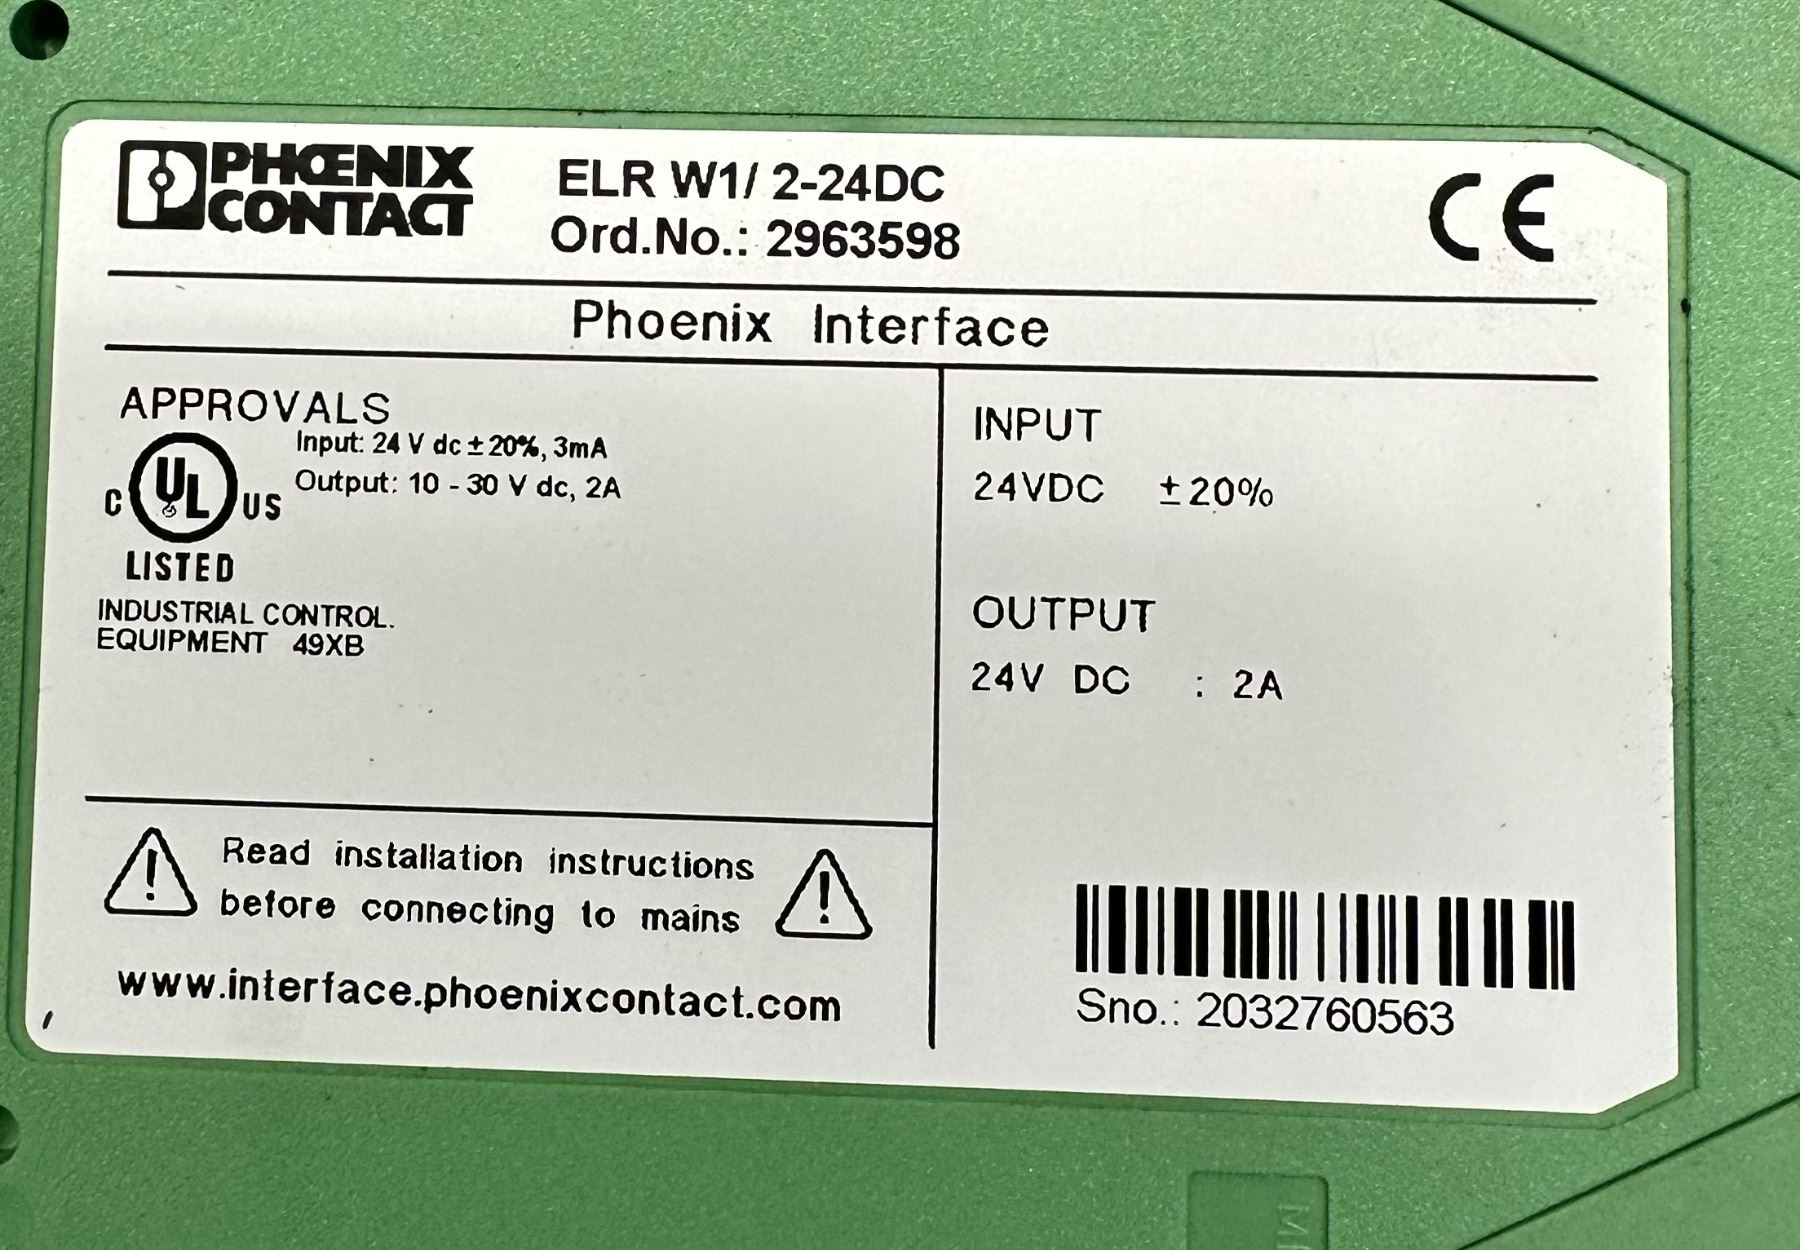 PHŒNIX
CONTACT
ELR W1/ 2-24DC
Ord.No.: 2963598
CE
Phoenix Interface
APPROVALS
Input: 24 V dc ± 20%, 3mA
Output: 10 - 30 V dc, 2A
C UL US
LISTED
INDUSTRIAL CONTROL.
EQUIPMENT 49XB
INPUT
24VDC ±20%
OUTPUT
24V DC : 2A
Read installation instructions
before connecting to mains
www.interface.phoenixcontact.com
Sno.: 2032760563